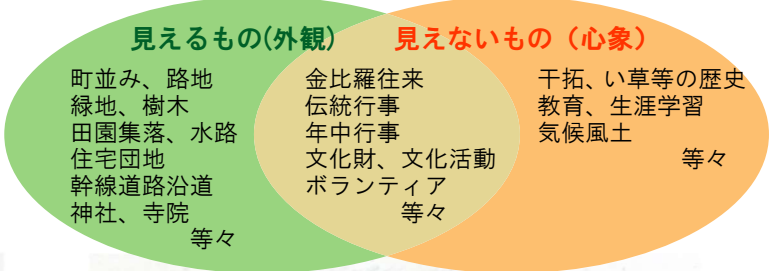 見えるもの(外観)
見えないもの（心象）
町並み、路地
緑地、樹木
田園集落、水路
住宅団地
幹線道路沿道
神社、寺院
等々
金比羅往来
伝統行事
年中行事
文化財、文化活動
ボランティア
等々
干拓、い草等の歴史
教育、生涯学習
気候風土
等々